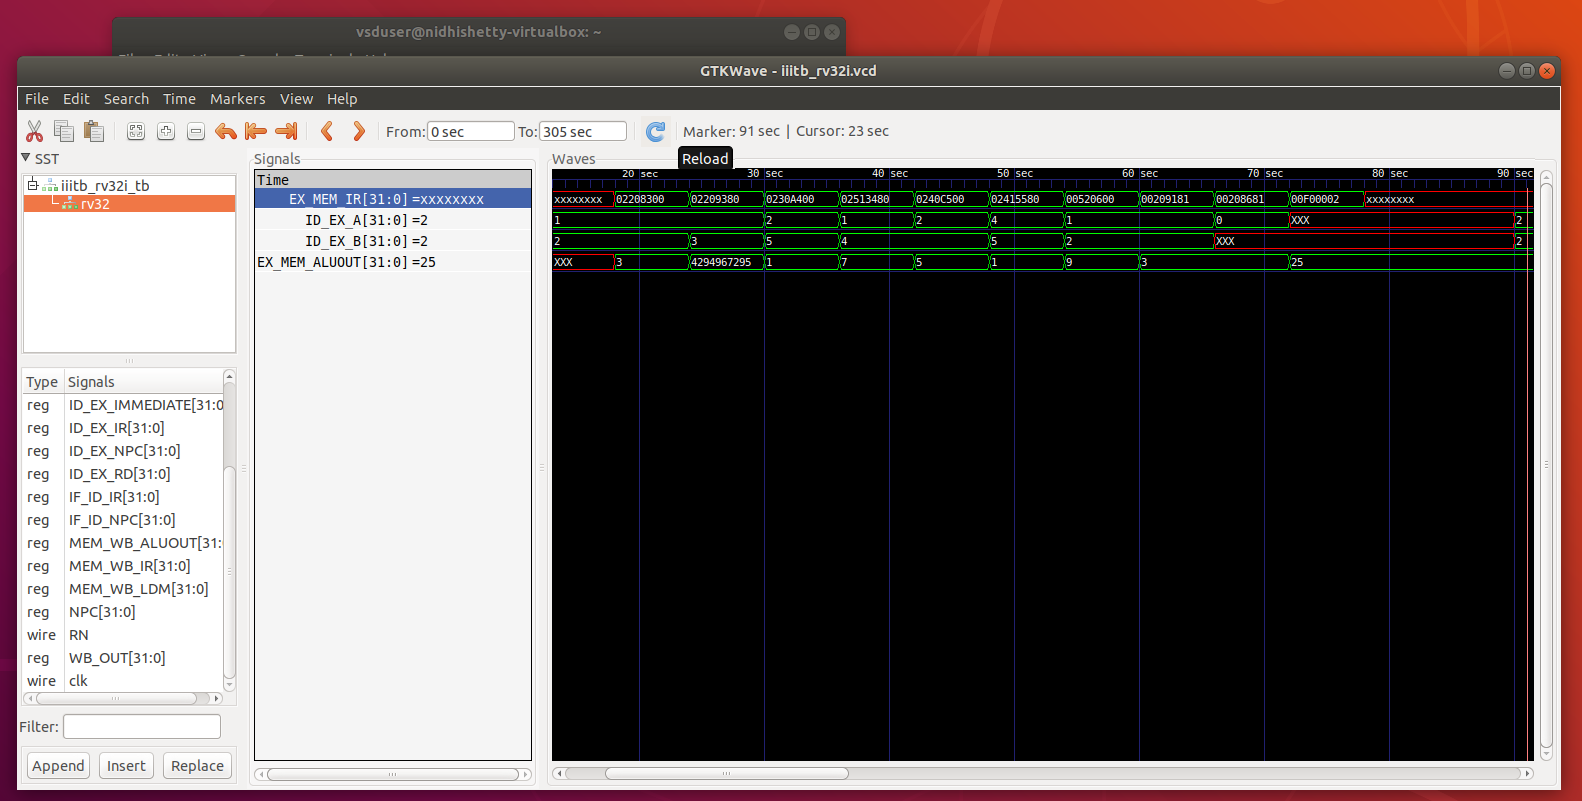 vsduser@nidhishetty-virtualbox: ~
GTKWave - iiitb_rv32i.vcd
File Edit Search Time Markers View Help
From: 0 sec To: 305 sec Marker: 91 sec | Cursor: 23 sec
Reload
SST
iiitb_rv32i_tb
rv32
Type Signals
reg ID_EX_IMMEDIATE[31:0
reg ID_EX_IR[31:0]
reg ID_EX_NPC[31:0]
reg ID_EX_RD[31:0]
reg IF_ID_IR[31:0]
reg IF_ID_NPC[31:0]
reg MEM_WB_ALUOUT[31:
reg MEM_WB_IR[31:0]
reg MEM_WB_LDM[31:0]
reg NPC[31:0]
wire RN
reg WB_OUT[31:0]
wire clk
Filter:
Append Insert Replace
Signals
Time
EX_MEM_IR[31:0] =xxxxxxxx
ID_EX_A[31:0] =2
ID_EX_B[31:0] =2
EX_MEM_ALUOUT[31:0] =25
Waves
20 sec 30 sec 40 sec 50 sec 60 sec 70 sec 80 sec 90 sec
xxxxxxxx 02208300 02209380 0230A400 02513480 0240C500 02415580 00520600 00209181 00208681 00F00002 xxxxxxxx
1 2 1 2 4 1 0 XXX 2
2 3 5 4 5 2 XXX 2
XXX 3 4294967295 1 7 5 1 9 3 25